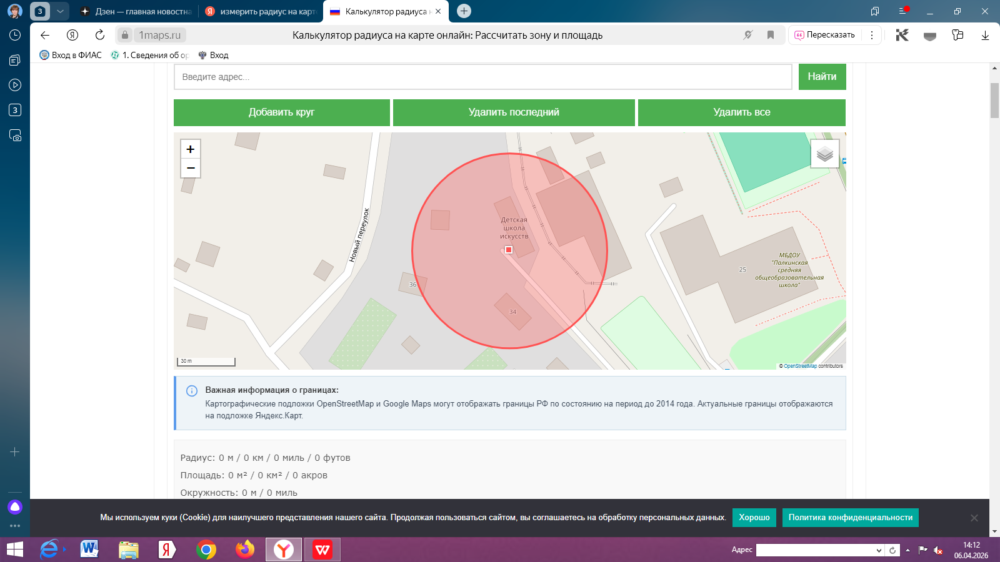 3
Дзен — главная новостна
измерить радиус на карт
Калькулятор радиуса н
1maps.ru
Калькулятор радиуса на карте онлайн: Рассчитать зону и площадь
Пересказать
Вход в ФИАС
1. Сведения об ор
Вход
3
Введите адрес...
Найти
Добавить круг
Удалить последний
Удалить все
+
−
Новый переулок
Детская
школа
искусств
36
34
25
МБДОУ
"Палкинская
средняя
общеобразовательная
школа"
30 m
© OpenStreetMap contributors
Важная информация о границах:
Картографические подложки OpenStreetMap и Google Maps могут отображать границы РФ по состоянию на период до 2014 года. Актуальные границы отображаются
на подложке Яндекс.Карт.
Радиус: 0 м / 0 км / 0 миль / 0 футов
Площадь: 0 м² / 0 км² / 0 акров
Окружность: 0 м / 0 миль
Мы используем куки (Cookie) для наилучшего представления нашего сайта. Продолжая пользоваться сайтом, вы соглашаетесь на обработку персональных данных.
Хорошо
Политика конфиденциальности
Адрес
14:12
06.04.2026